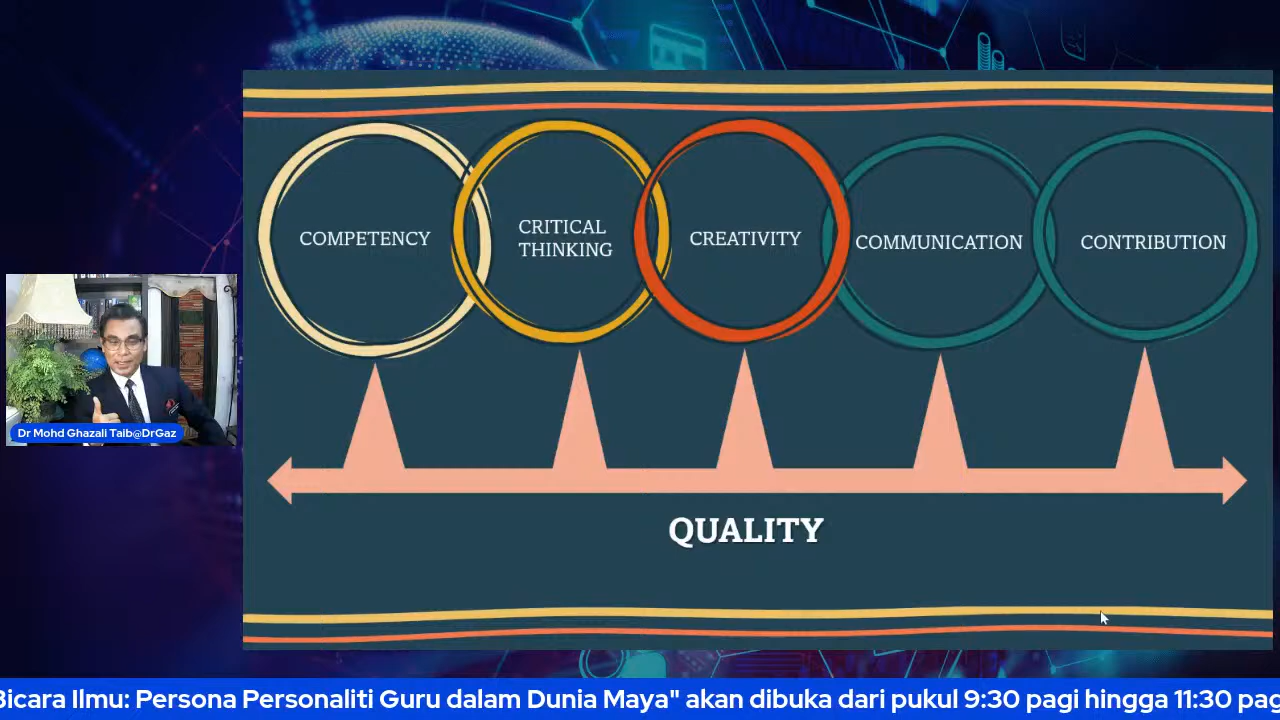 COMPETENCY
CRITICAL
THINKING
CREATIVITY
COMMUNICATION
CONTRIBUTION
QUALITY
Dr Mohd Ghazali Taib@DrGaz
Bicara Ilmu: Persona Personaliti Guru dalam Dunia Maya" akan dibuka dari pukul 9:30 pagi hingga 11:30 pag